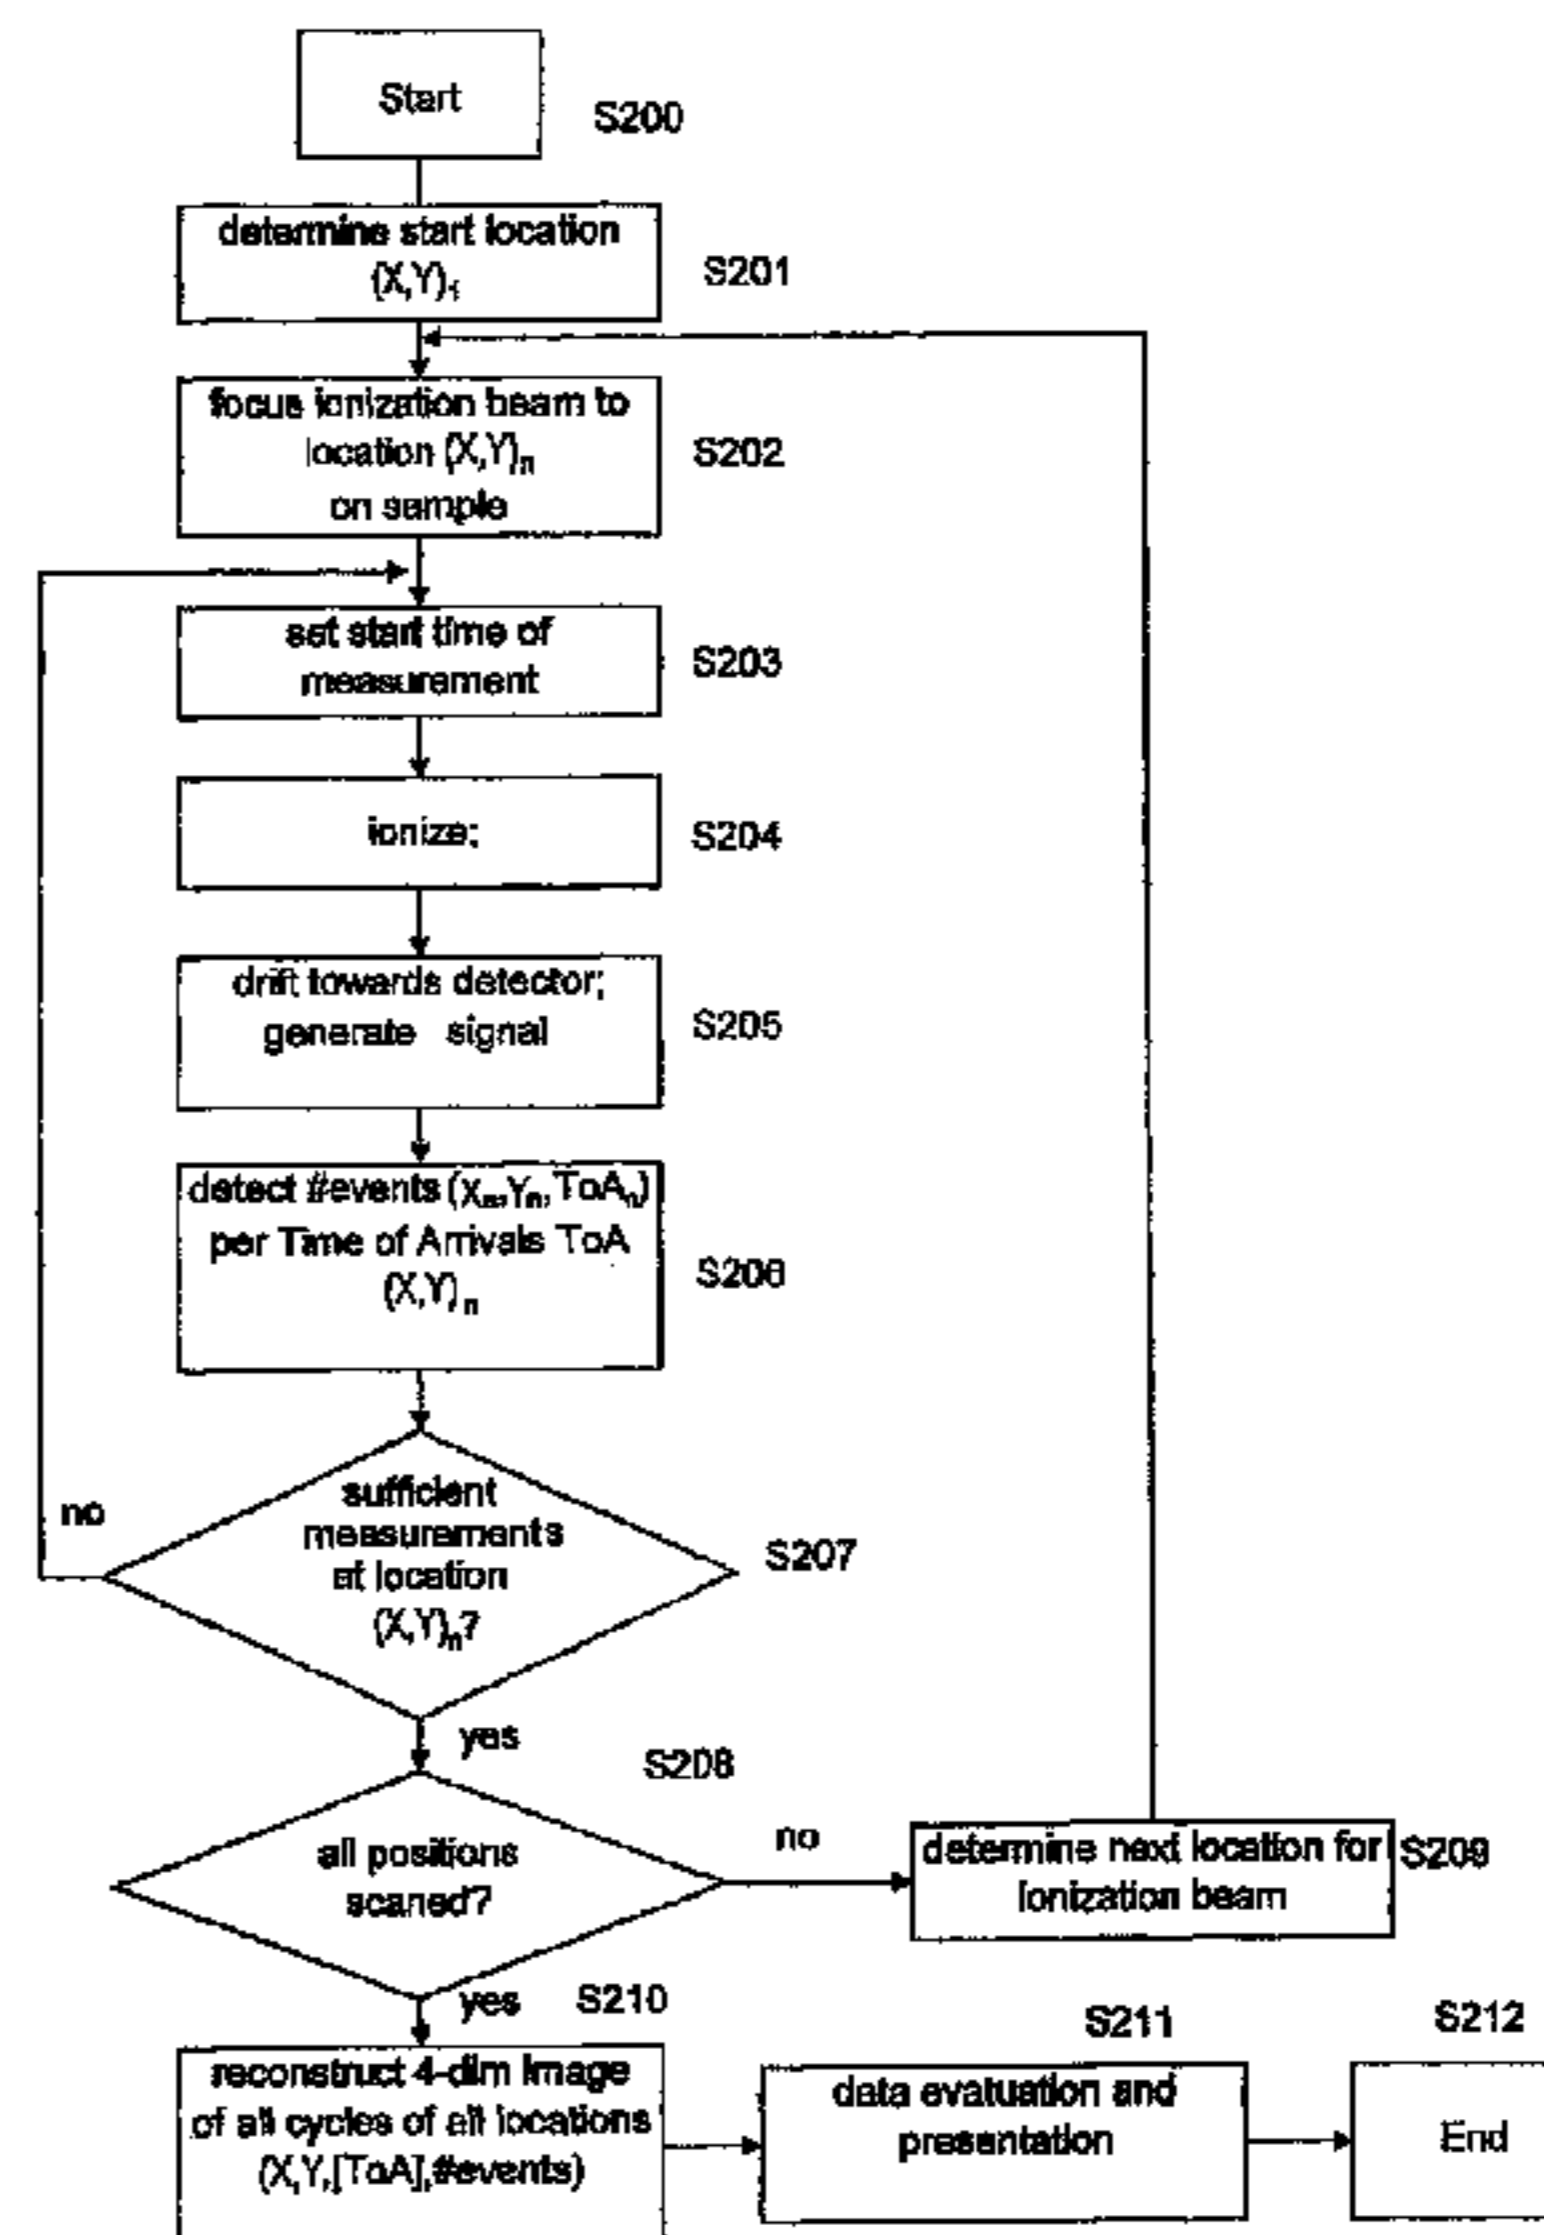 Start
S200
determine start location
(X,Y)₁
S201
focus ionization beam to
location (X,Y)ₙ
on sample
S202
set start time of
measurement
S203
ionize;
S204
drift towards detector;
generate signal
S205
detect #events (xₙ,Yₙ,ToAₙ)
per Time of Arrivals ToA
(X,Y)ₙ
S206
no
sufficient
measurements
at location
(X,Y)ₙ?
S207
yes
S208
all positions
scaned?
no
determine next location for
ionization beam
S209
yes
S210
reconstruct 4-dim image
of all cycles of all locations
(X,Y,[ToA],#events)
S211
data evaluation and
presentation
S212
End